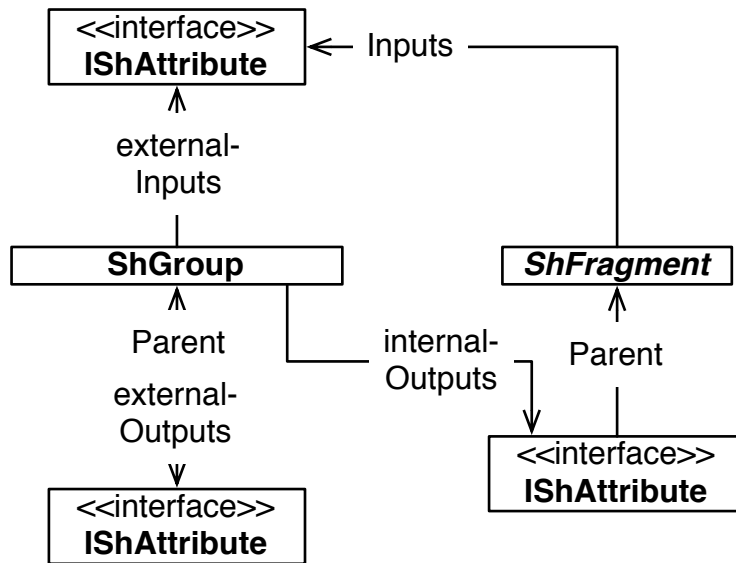 <<interface>>
IShAttribute
Inputs
external-
Inputs
ShGroup
ShFragment
Parent
internal-
Outputs
Parent
external-
Outputs
<<interface>>
IShAttribute
<<interface>>
IShAttribute